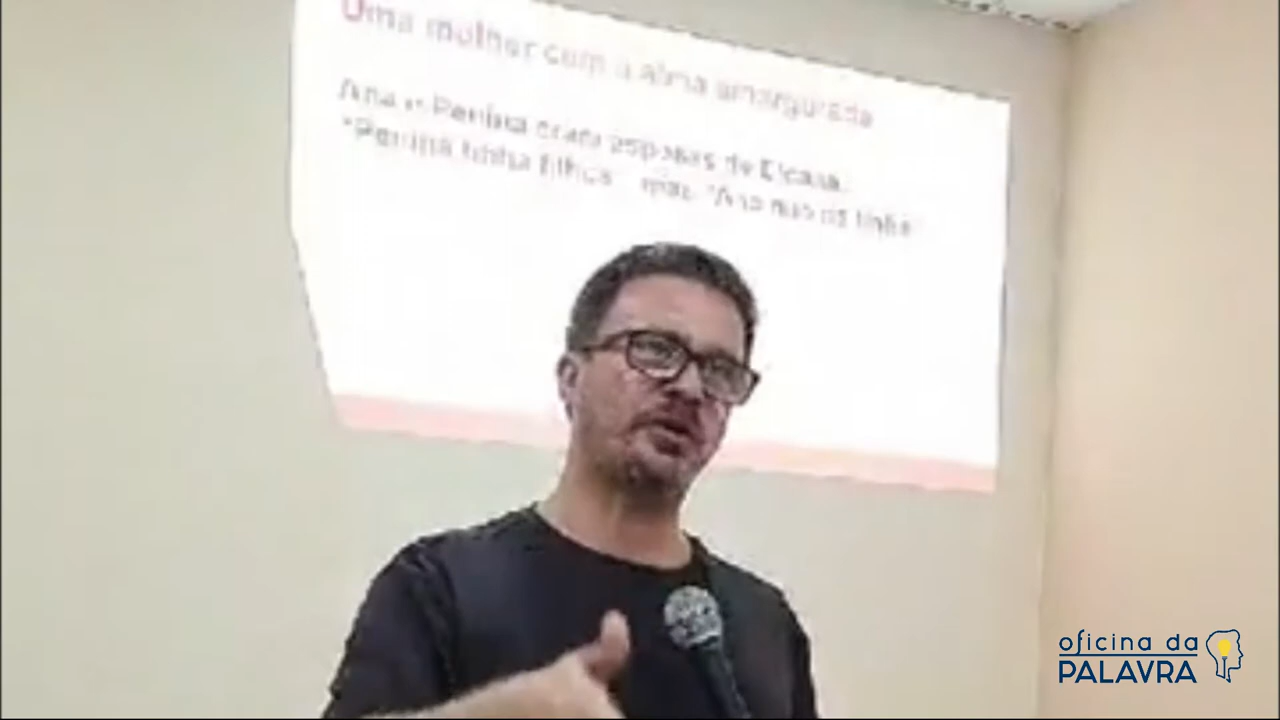 Uma mulher com a alma amargurada
Ana e Penina eram esposas de Elcana.
"Penina tinha filhos mas "Ana não os tinha"
oficina da
PALAVRA